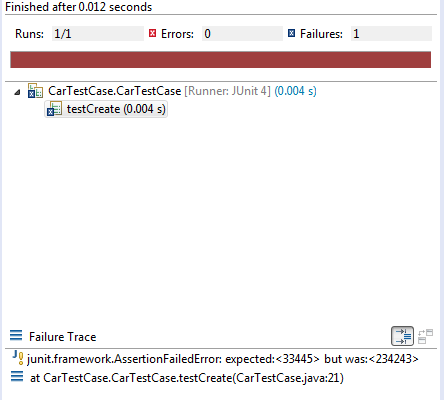 Finished after 0.012 seconds
Runs: 1/1 Errors: 0 Failures: 1
CarTestCase.CarTestCase [Runner: JUnit 4] (0.004 s)
testCreate (0.004 s)
Failure Trace
junit.framework.AssertionFailedError: expected:<33445> but was:<234243>
at CarTestCase.CarTestCase.testCreate(CarTestCase.java:21)